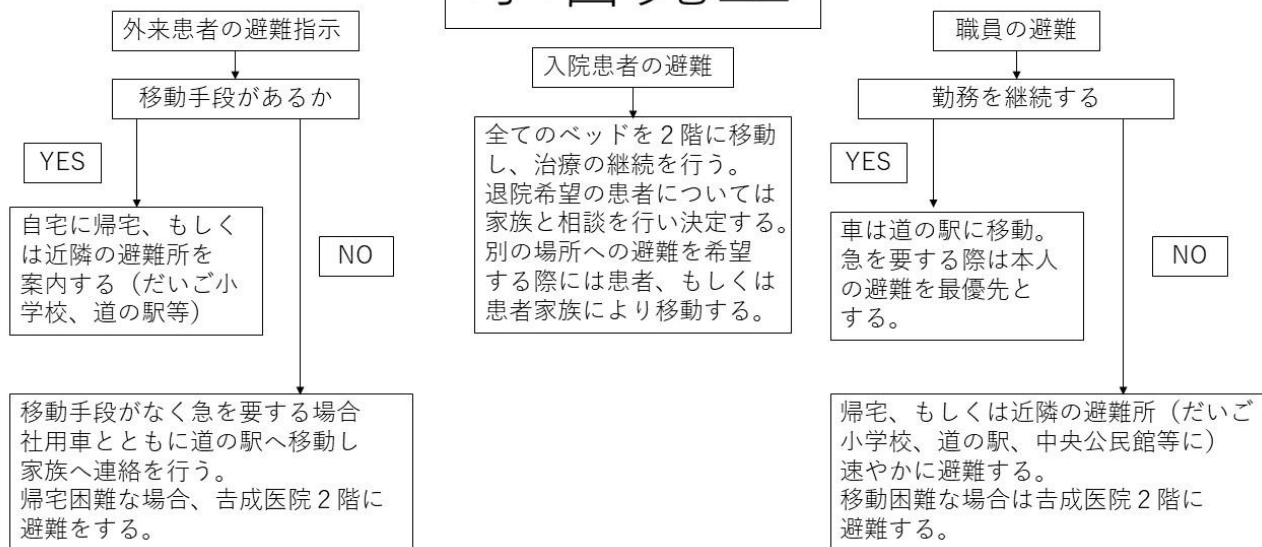 外来患者の避難指示
移動手段があるか
YES
自宅に帰宅、もしく
は近隣の避難所を
案内する（だいご小
学校、道の駅等）
NO
移動手段がなく急を要する場合
社用車とともに道の駅へ移動し
家族へ連絡を行う。
帰宅困難な場合、吉成医院２階に
避難をする。
入院患者の避難
全てのベッドを２階に移動
し、治療の継続を行う。
退院希望の患者については
家族と相談を行い決定する。
別の場所への避難を希望
する際には患者、もしくは
患者家族により移動する。
職員の避難
勤務を継続する
YES
車は道の駅に移動。
急を要する際は本人
の避難を最優先と
する。
NO
帰宅、もしくは近隣の避難所（だいご
小学校、道の駅、中央公民館等に）
速やかに避難する。
移動困難な場合は吉成医院２階に
避難する。